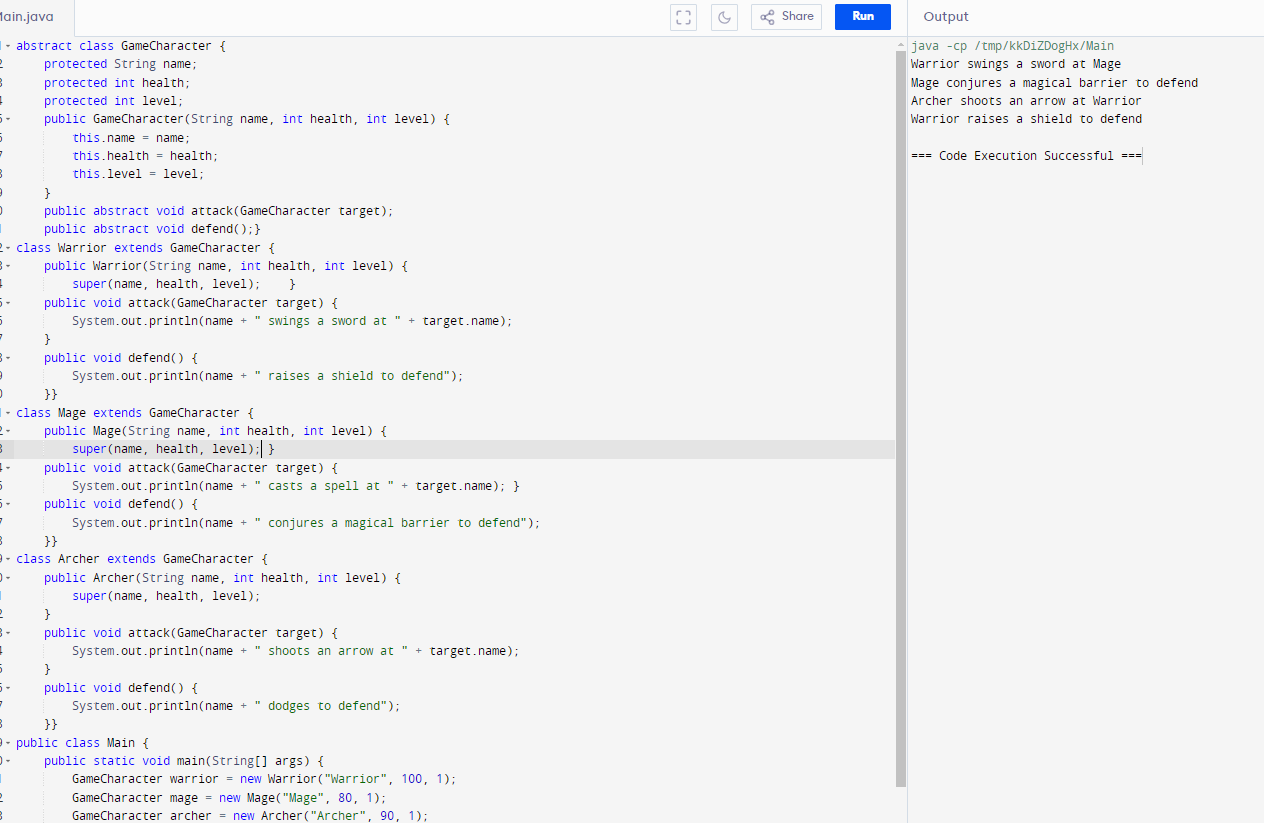 Main.java
Share
Run
Output
abstract class GameCharacter {
    protected String name;
    protected int health;
    protected int level;
    public GameCharacter(String name, int health, int level) {
        this.name = name;
        this.health = health;
        this.level = level;
    }
    public abstract void attack(GameCharacter target);
    public abstract void defend();}
class Warrior extends GameCharacter {
    public Warrior(String name, int health, int level) {
        super(name, health, level);    }
    public void attack(GameCharacter target) {
        System.out.println(name + " swings a sword at " + target.name);
    }
    public void defend() {
        System.out.println(name + " raises a shield to defend");
    }}
class Mage extends GameCharacter {
    public Mage(String name, int health, int level) {
        super(name, health, level); }
    public void attack(GameCharacter target) {
        System.out.println(name + " casts a spell at " + target.name); }
    public void defend() {
        System.out.println(name + " conjures a magical barrier to defend");
    }}
class Archer extends GameCharacter {
    public Archer(String name, int health, int level) {
        super(name, health, level);
    }
    public void attack(GameCharacter target) {
        System.out.println(name + " shoots an arrow at " + target.name);
    }
    public void defend() {
        System.out.println(name + " dodges to defend");
    }}
public class Main {
    public static void main(String[] args) {
        GameCharacter warrior = new Warrior("Warrior", 100, 1);
        GameCharacter mage = new Mage("Mage", 80, 1);
        GameCharacter archer = new Archer("Archer", 90, 1);
java -cp /tmp/kkDiZDogHx/Main
Warrior swings a sword at Mage
Mage conjures a magical barrier to defend
Archer shoots an arrow at Warrior
Warrior raises a shield to defend
=== Code Execution Successful ===